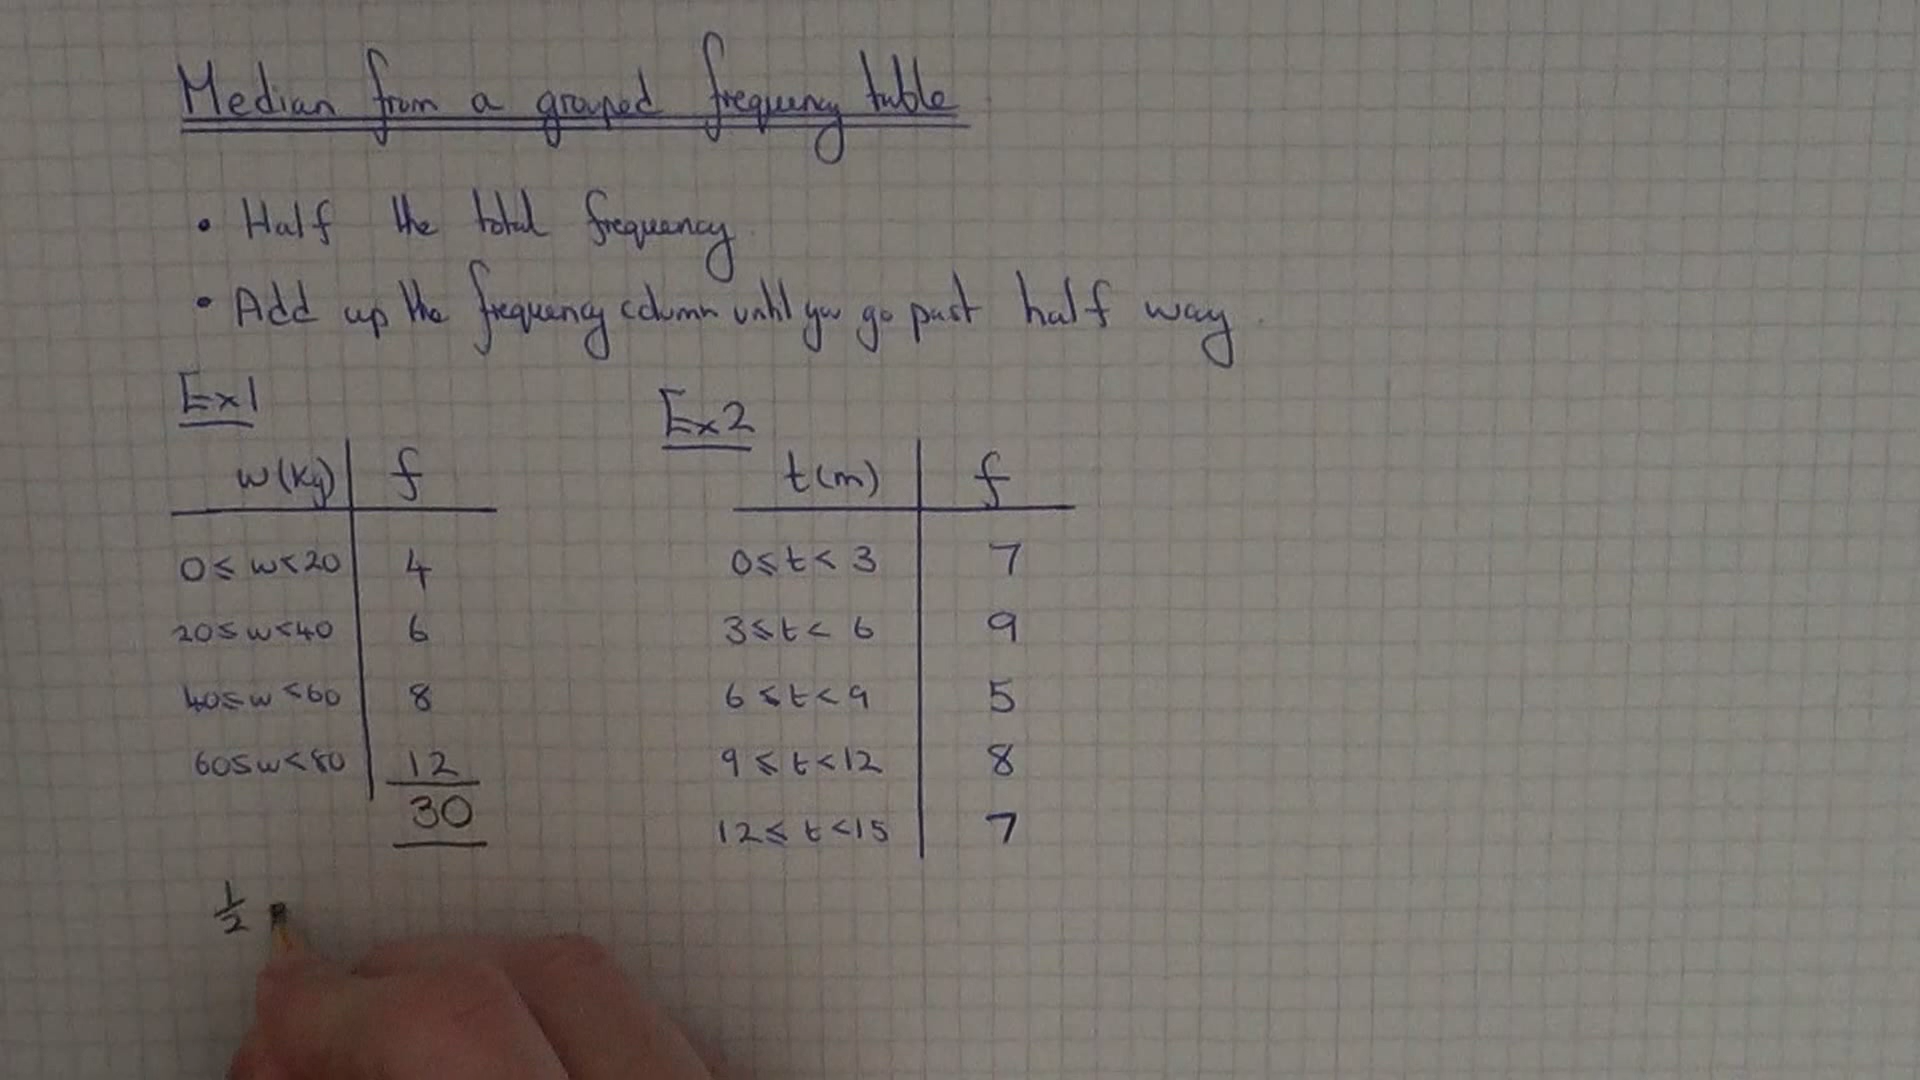 Median from a grouped frequency table
• Half the total frequency.
• Add up the frequency column until you go past half way.
Ex1
w(kg) f
0≤w<20 4
20≤w<40 6
40≤w<60 8
60≤w<80 12
30
1/2
Ex2
t(m) f
0≤t<3 7
3≤t<6 9
6≤t<9 5
9≤t<12 8
12≤t<15 7